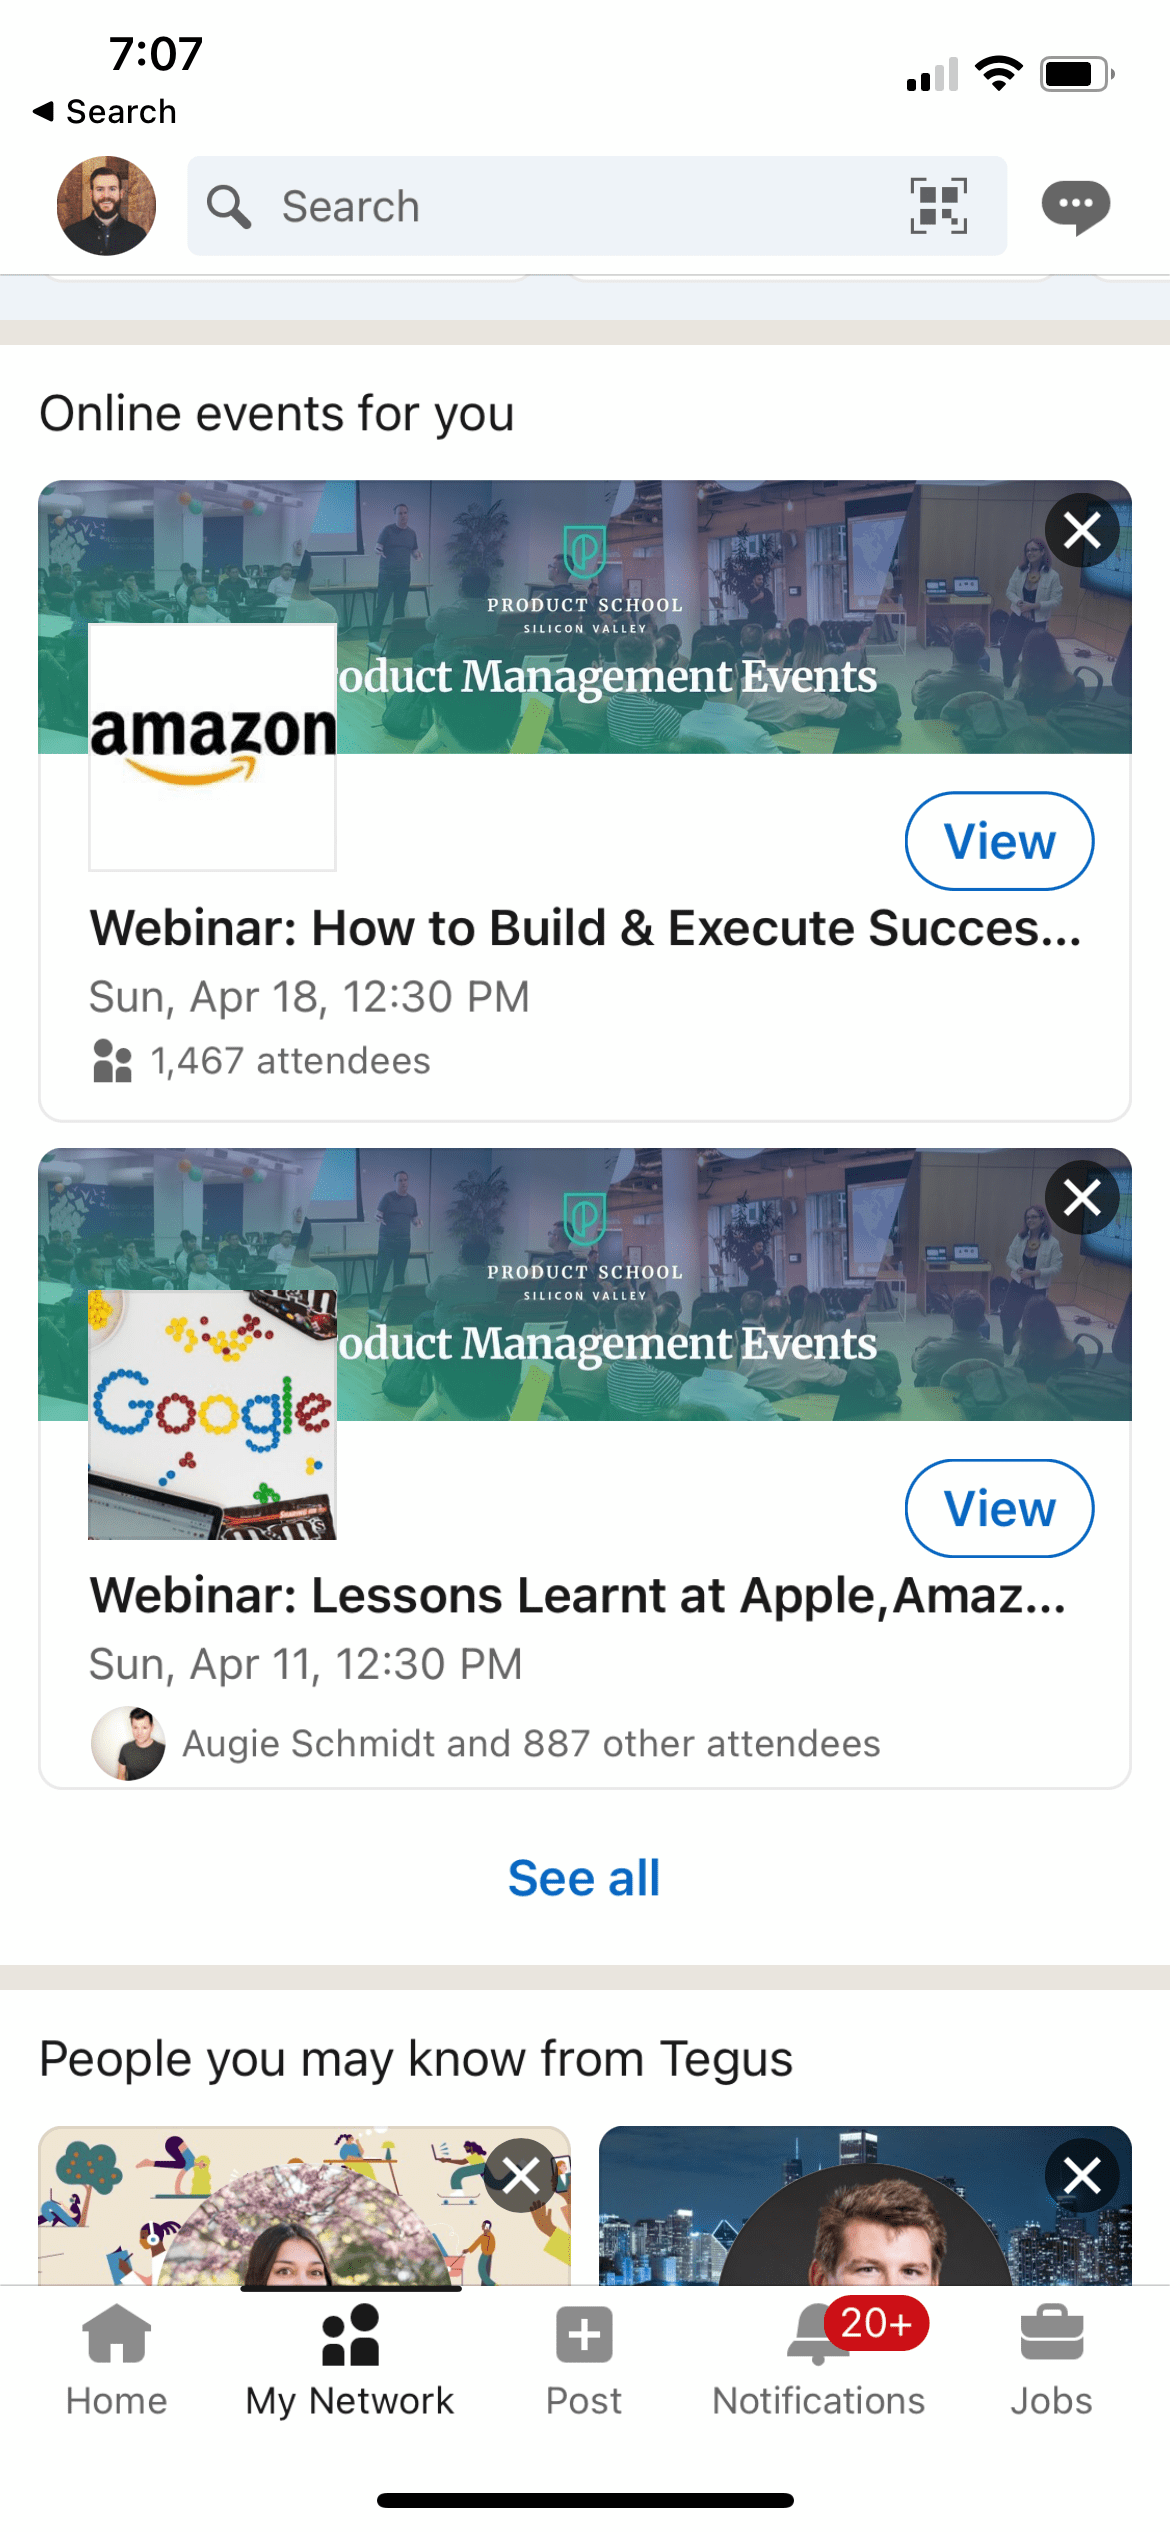 7:07
Search
Search
Online events for you
PRODUCT SCHOOL
SILICON VALLEY
oduct Management Events
amazon
View
Webinar: How to Build & Execute Succes...
Sun, Apr 18, 12:30 PM
1,467 attendees
PRODUCT SCHOOL
SILICON VALLEY
oduct Management Events
Google
SHARING
View
Webinar: Lessons Learnt at Apple,Amaz...
Sun, Apr 11, 12:30 PM
Augie Schmidt and 887 other attendees
See all
People you may know from Tegus
20+
Home
My Network
Post
Notifications
Jobs